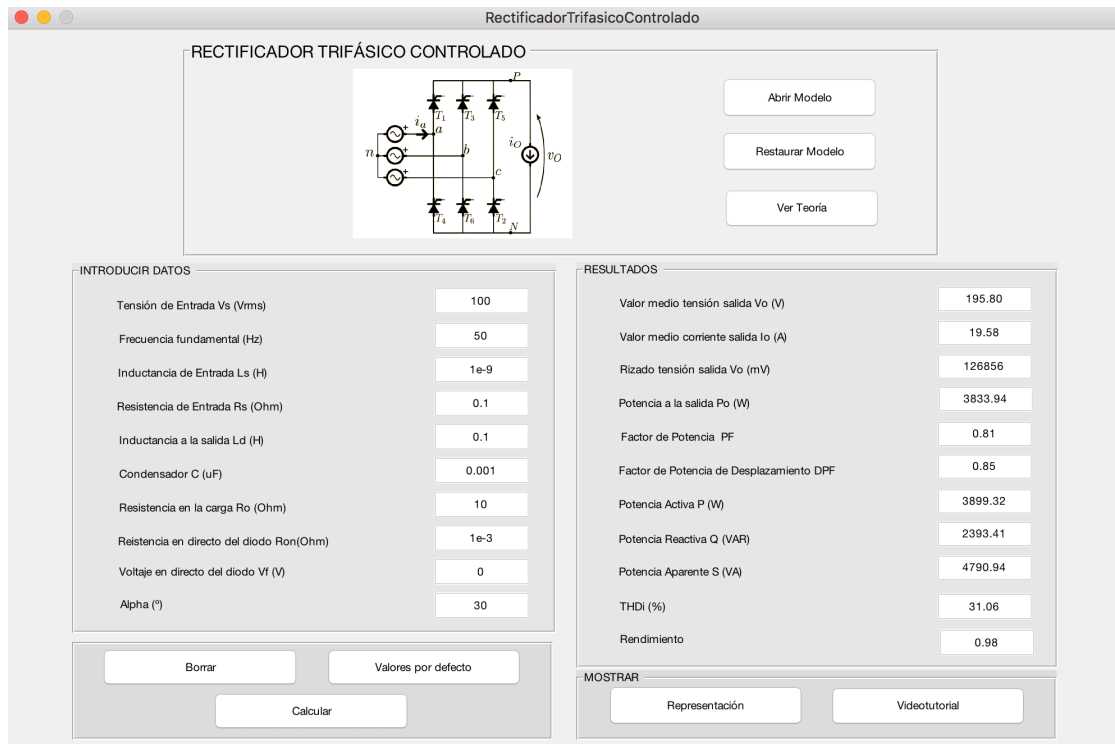 RectificadorTrifasicoControlado
RECTIFICADOR TRIFÁSICO CONTROLADO
P
T1 T3 T5
ia a
n b iO vO
c
T4 T6 T2
N
Abrir Modelo
Restaurar Modelo
Ver Teoría
INTRODUCIR DATOS
Tensión de Entrada Vs (Vrms) 100
Frecuencia fundamental (Hz) 50
Inductancia de Entrada Ls (H) 1e-9
Resistencia de Entrada Rs (Ohm) 0.1
Inductancia a la salida Ld (H) 0.1
Condensador C (uF) 0.001
Resistencia en la carga Ro (Ohm) 10
Reistencia en directo del diodo Ron(Ohm) 1e-3
Voltaje en directo del diodo Vf (V) 0
Alpha (º) 30
Borrar
Valores por defecto
Calcular
RESULTADOS
Valor medio tensión salida Vo (V) 195.80
Valor medio corriente salida Io (A) 19.58
Rizado tensión salida Vo (mV) 126856
Potencia a la salida Po (W) 3833.94
Factor de Potencia PF 0.81
Factor de Potencia de Desplazamiento DPF 0.85
Potencia Activa P (W) 3899.32
Potencia Reactiva Q (VAR) 2393.41
Potencia Aparente S (VA) 4790.94
THDi (%) 31.06
Rendimiento 0.98
MOSTRAR
Representación
Videotutorial